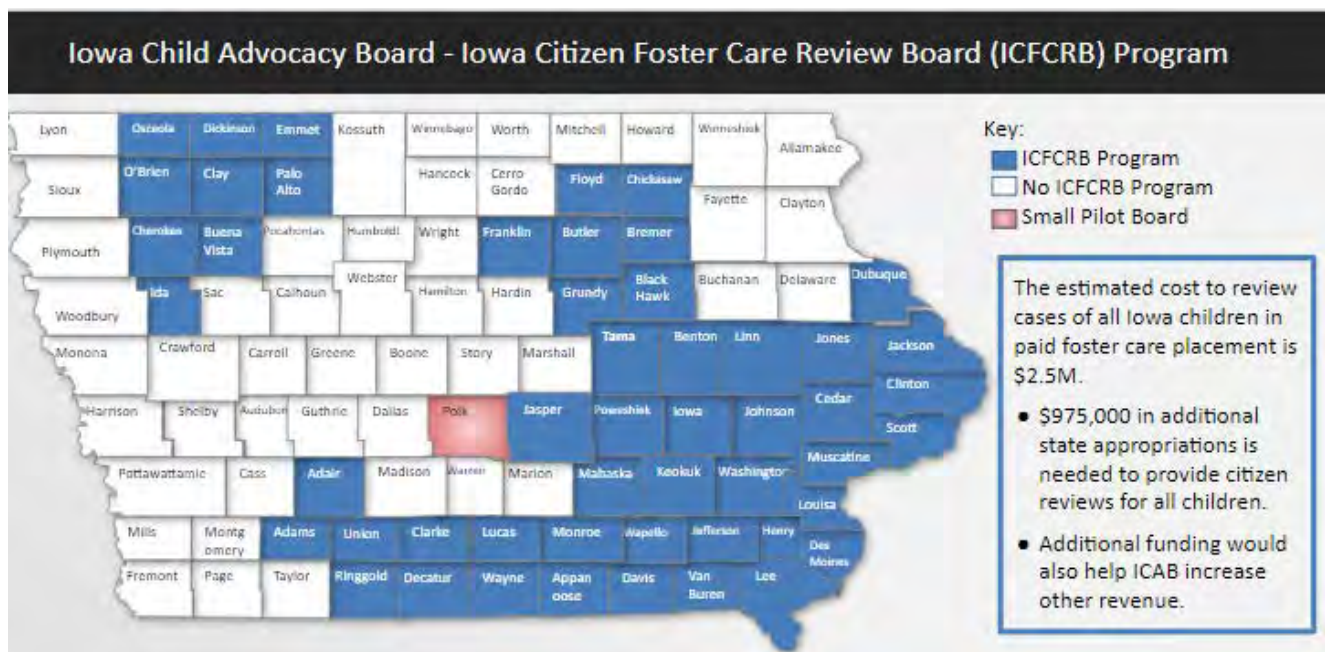 Iowa Child Advocacy Board - Iowa Citizen Foster Care Review Board (ICFCRB) Program
Lyon Osceola Dickinson Emmet Kossuth Winnebago Worth Mitchell Howard Winneshiek Allamakee
Sioux O'Brien Clay Palo Alto Hancock Cerro Gordo Floyd Chickasaw Fayette Clayton
Plymouth Cherokee Buena Vista Pocahontas Humboldt Wright Franklin Butler Bremer
Woodbury Ida Sac Calhoun Webster Hamilton Hardin Grundy Black Hawk Buchanan Delaware Dubuque
Monona Crawford Carroll Greene Boone Story Marshall Tama Benton Linn Jones Jackson
Harrison Shelby Audubon Guthrie Dallas Polk Jasper Poweshiek Iowa Johnson Cedar Clinton
Scott
Pottawattamie Cass Adair Madison Warren Marion Mahaska Keokuk Washington Muscatine
Louisa
Mills Montg omery Adams Union Clarke Lucas Monroe Wapello Jefferson Henry Des Moines
Fremont Page Taylor Ringgold Decatur Wayne Appan oose Davis Van Buren Lee
Key:
ICFCRB Program
No ICFCRB Program
Small Pilot Board
The estimated cost to review
cases of all Iowa children in
paid foster care placement is
$2.5M.
• $975,000 in additional
state appropriations is
needed to provide citizen
reviews for all children.
• Additional funding would
also help ICAB increase
other revenue.